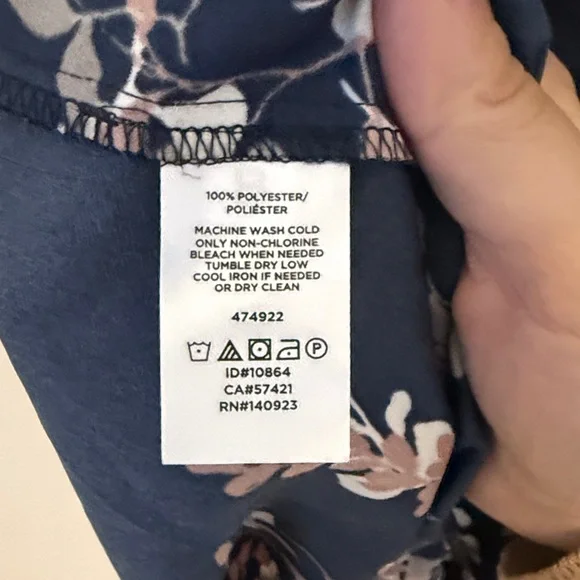 100% POLYESTER/
POLIÉSTER
MACHINE WASH COLD
ONLY NON-CHLORINE
BLEACH WHEN NEEDED
TUMBLE DRY LOW
COOL IRON IF NEEDED
OR DRY CLEAN
474922
P
ID#10864
CA#57421
RN#140923